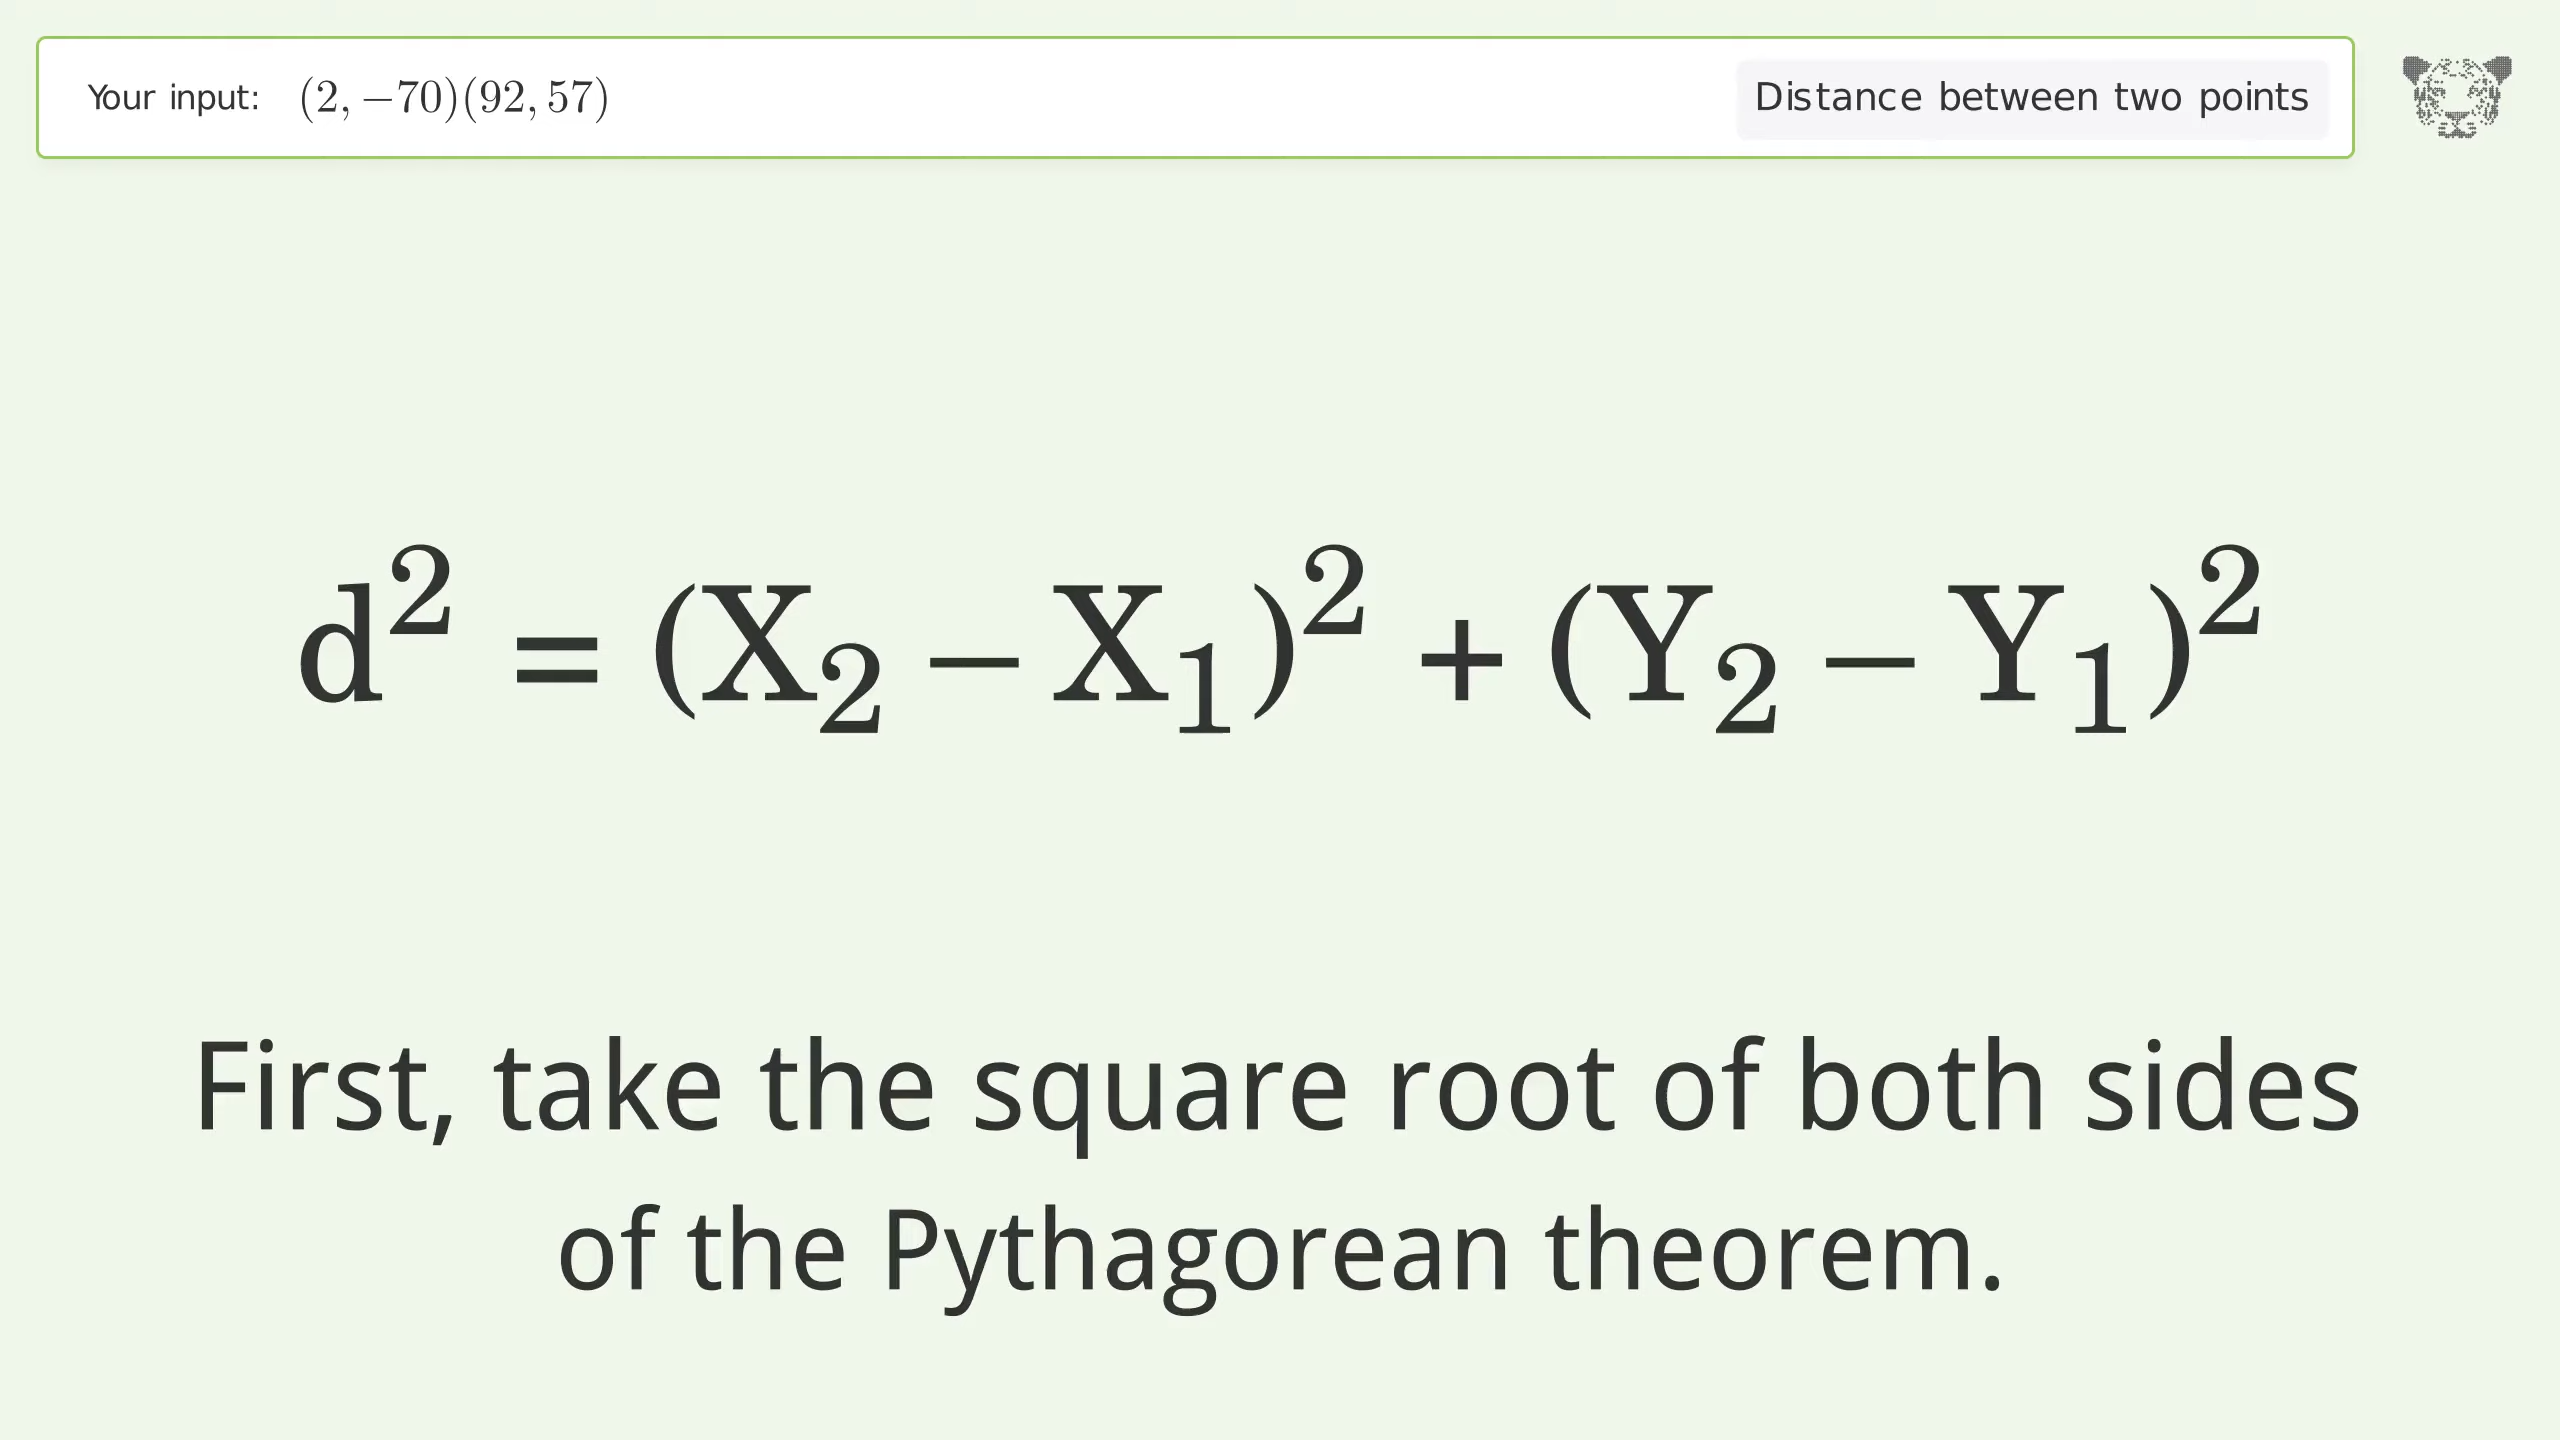 Your input: (2, −70)(92, 57)
Distance between two points
d² = (X₂ − X₁)² + (Y₂ − Y₁)²
First, take the square root of both sides
of the Pythagorean theorem.